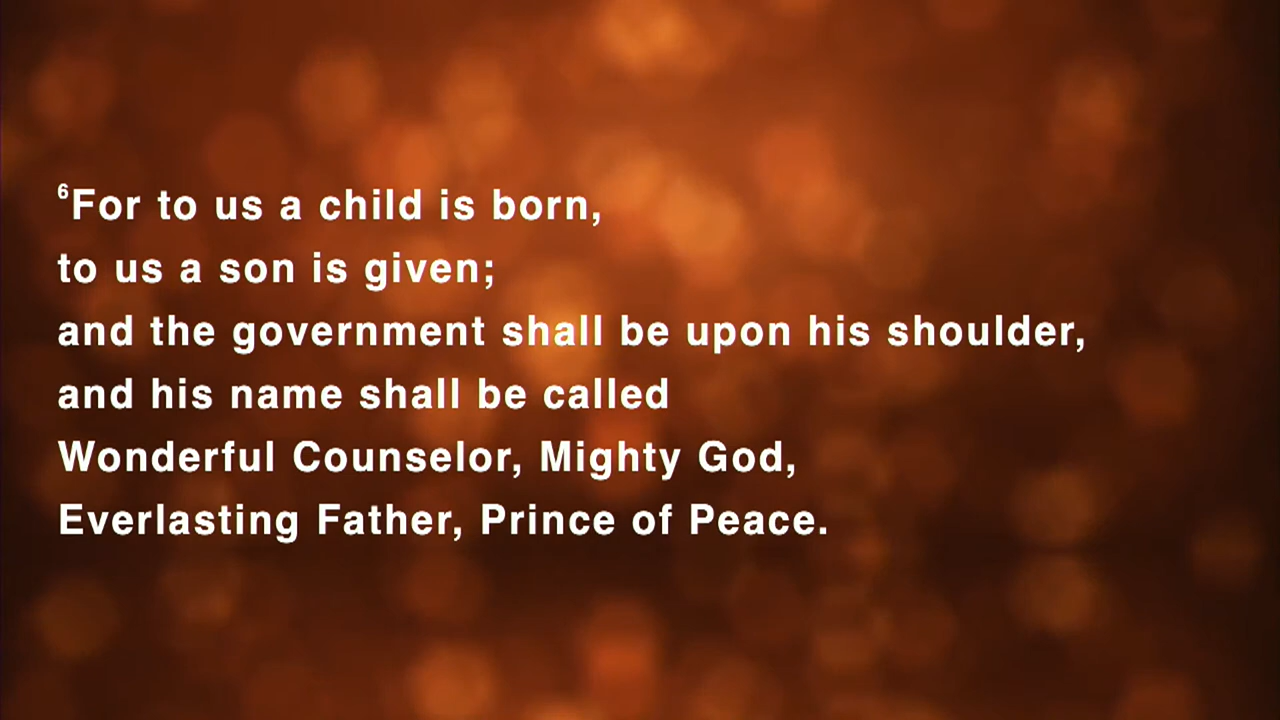 ⁶For to us a child is born,
to us a son is given;
and the government shall be upon his shoulder,
and his name shall be called
Wonderful Counselor, Mighty God,
Everlasting Father, Prince of Peace.